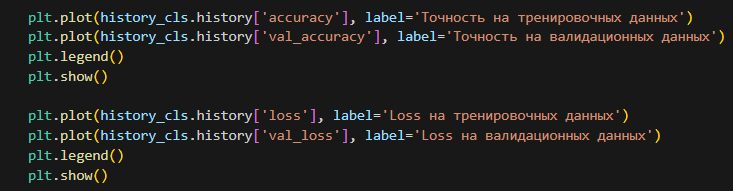 plt.plot(history_cls.history['accuracy'], label='Точность на тренировочных данных')
plt.plot(history_cls.history['val_accuracy'], label='Точность на валидационных данных')
plt.legend()
plt.show()
plt.plot(history_cls.history['loss'], label='Loss на тренировочных данных')
plt.plot(history_cls.history['val_loss'], label='Loss на валидационных данных')
plt.legend()
plt.show()